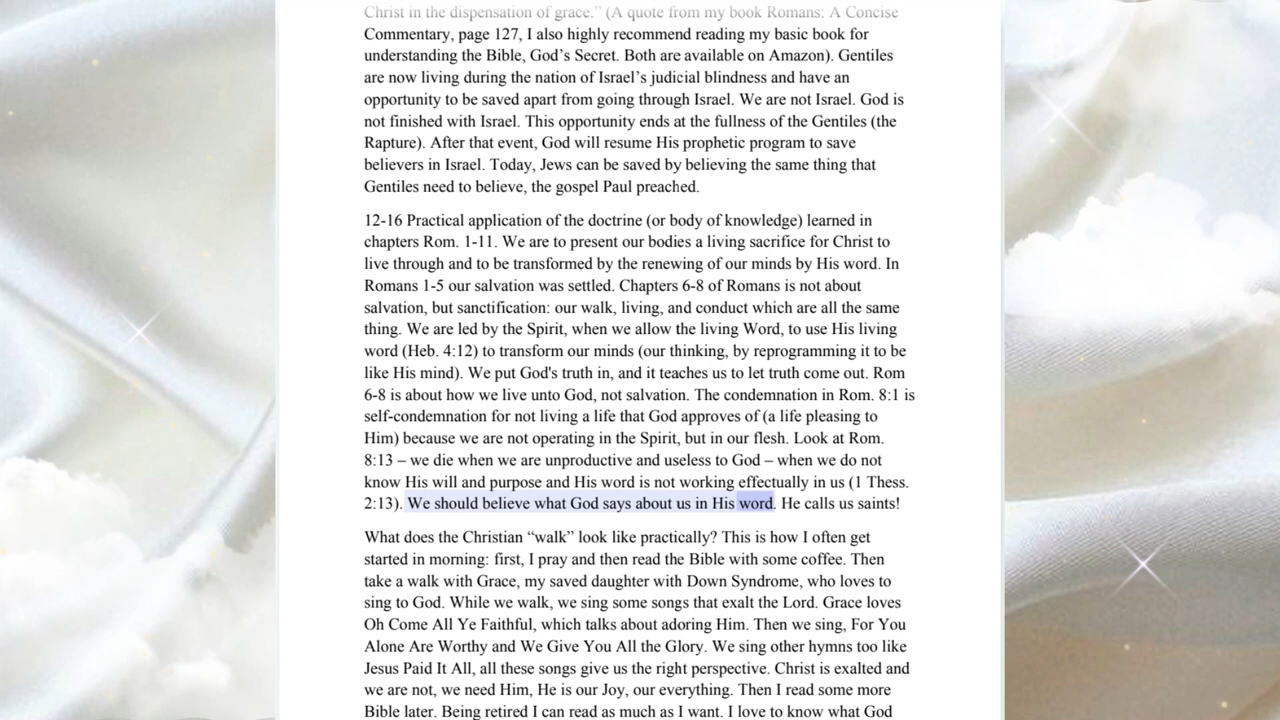 Christ in the dispensation of grace.” (A quote from my book Romans: A Concise
Commentary, page 127, I also highly recommend reading my basic book for
understanding the Bible, God’s Secret. Both are available on Amazon). Gentiles
are now living during the nation of Israel’s judicial blindness and have an
opportunity to be saved apart from going through Israel. We are not Israel. God is
not finished with Israel. This opportunity ends at the fullness of the Gentiles (the
Rapture). After that event, God will resume His prophetic program to save
believers in Israel. Today, Jews can be saved by believing the same thing that
Gentiles need to believe, the gospel Paul preached.
12-16 Practical application of the doctrine (or body of knowledge) learned in
chapters Rom. 1-11. We are to present our bodies a living sacrifice for Christ to
live through and to be transformed by the renewing of our minds by His word. In
Romans 1-5 our salvation was settled. Chapters 6-8 of Romans is not about
salvation, but sanctification: our walk, living, and conduct which are all the same
thing. We are led by the Spirit, when we allow the living Word, to use His living
word (Heb. 4:12) to transform our minds (our thinking, by reprogramming it to be
like His mind). We put God's truth in, and it teaches us to let truth come out. Rom
6-8 is about how we live unto God, not salvation. The condemnation in Rom. 8:1 is
self-condemnation for not living a life that God approves of (a life pleasing to
Him) because we are not operating in the Spirit, but in our flesh. Look at Rom.
8:13 – we die when we are unproductive and useless to God – when we do not
know His will and purpose and His word is not working effectually in us (1 Thess.
2:13). We should believe what God says about us in His word. He calls us saints!
What does the Christian “walk” look like practically? This is how I often get
started in morning: first, I pray and then read the Bible with some coffee. Then
take a walk with Grace, my saved daughter with Down Syndrome, who loves to
sing to God. While we walk, we sing some songs that exalt the Lord. Grace loves
Oh Come All Ye Faithful, which talks about adoring Him. Then we sing, For You
Alone Are Worthy and We Give You All the Glory. We sing other hymns too like
Jesus Paid It All, all these songs give us the right perspective. Christ is exalted and
we are not, we need Him, He is our Joy, our everything. Then I read some more
Bible later. Being retired I can read as much as I want. I love to know what God